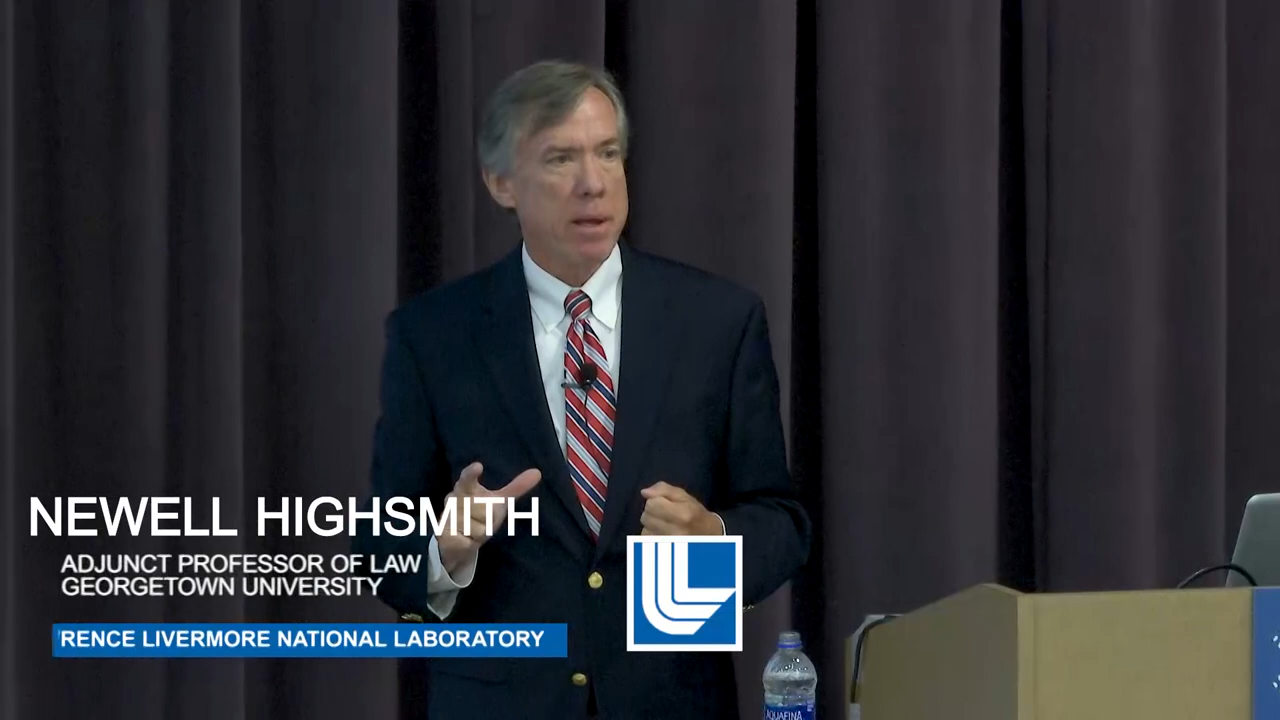 NEWELL HIGHSMITH
ADJUNCT PROFESSOR OF LAW
GEORGETOWN UNIVERSITY
RENCE LIVERMORE NATIONAL LABORATORY
AQUAFINA